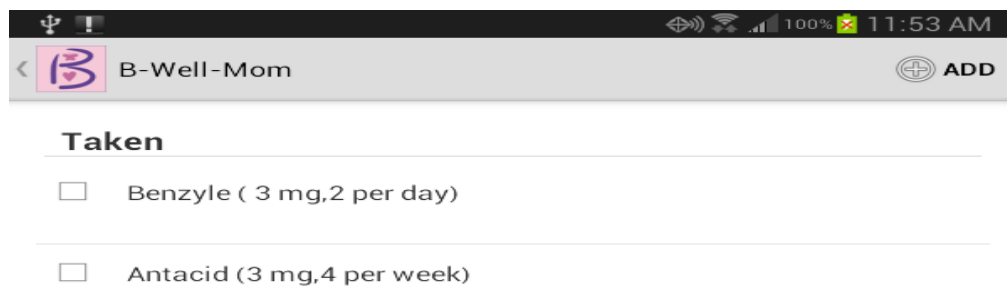 100% 11:53 AM
B-Well-Mom ADD
Taken
Benzyle ( 3 mg,2 per day)
Antacid (3 mg,4 per week)